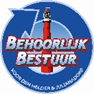 BEHOORLIJK
BESTUUR
VOOR DEN HELDER & JULIANADORP